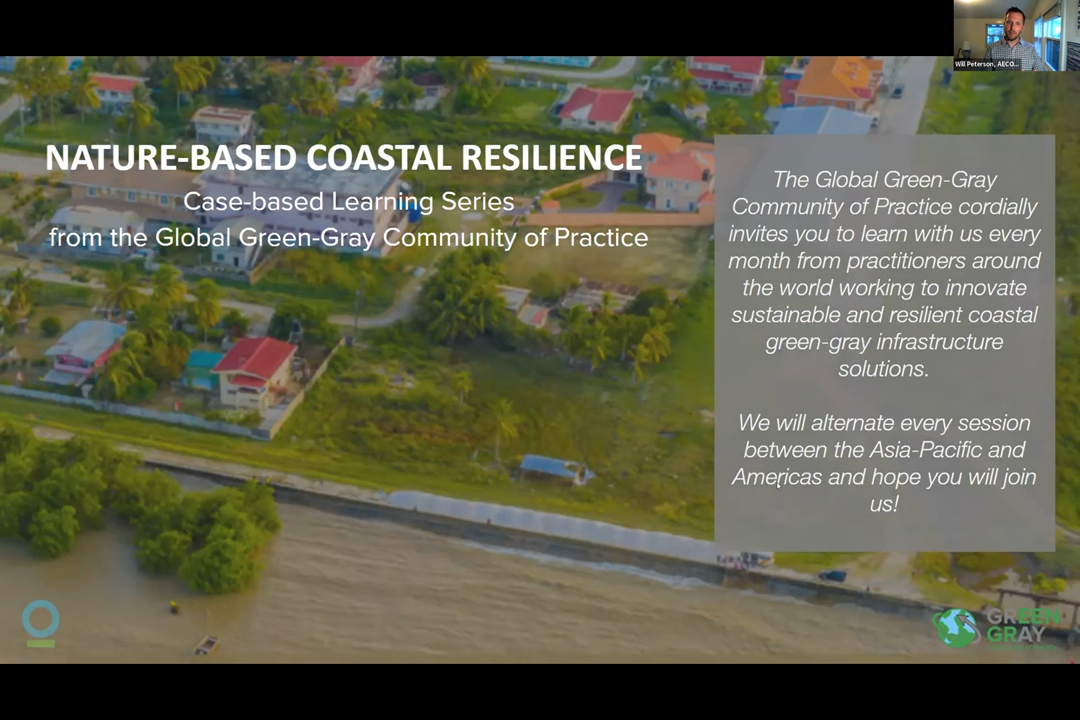 Will Peterson, AECO...
NATURE-BASED COASTAL RESILIENCE
Case-based Learning Series
from the Global Green-Gray Community of Practice
The Global Green-Gray
Community of Practice cordially
invites you to learn with us every
month from practitioners around
the world working to innovate
sustainable and resilient coastal
green-gray infrastructure
solutions.
We will alternate every session
between the Asia-Pacific and
Americas and hope you will join
us!
GREEN
GRAY